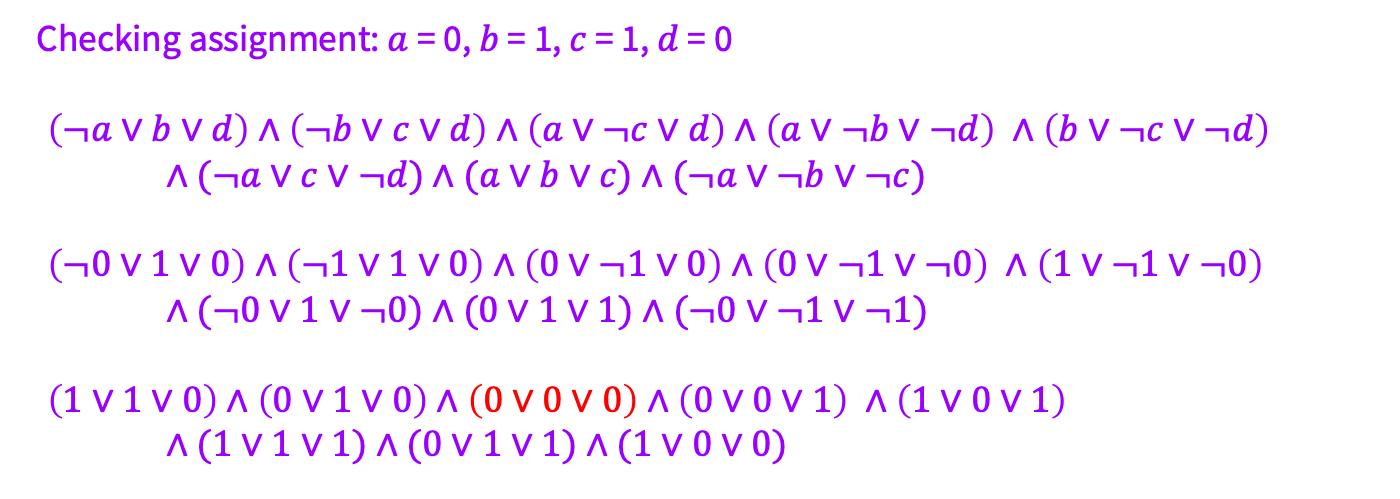 Checking assignment: a = 0, b = 1, c = 1, d = 0
(¬a ∨ b ∨ d) ∧ (¬b ∨ c ∨ d) ∧ (a ∨ ¬c ∨ d) ∧ (a ∨ ¬b ∨ ¬d) ∧ (b ∨ ¬c ∨ ¬d)
∧ (¬a ∨ c ∨ ¬d) ∧ (a ∨ b ∨ c) ∧ (¬a ∨ ¬b ∨ ¬c)
(¬0 ∨ 1 ∨ 0) ∧ (¬1 ∨ 1 ∨ 0) ∧ (0 ∨ ¬1 ∨ 0) ∧ (0 ∨ ¬1 ∨ ¬0) ∧ (1 ∨ ¬1 ∨ ¬0)
∧ (¬0 ∨ 1 ∨ ¬0) ∧ (0 ∨ 1 ∨ 1) ∧ (¬0 ∨ ¬1 ∨ ¬1)
(1 ∨ 1 ∨ 0) ∧ (0 ∨ 1 ∨ 0) ∧ (0 ∨ 0 ∨ 0) ∧ (0 ∨ 0 ∨ 1) ∧ (1 ∨ 0 ∨ 1)
∧ (1 ∨ 1 ∨ 1) ∧ (0 ∨ 1 ∨ 1) ∧ (1 ∨ 0 ∨ 0)